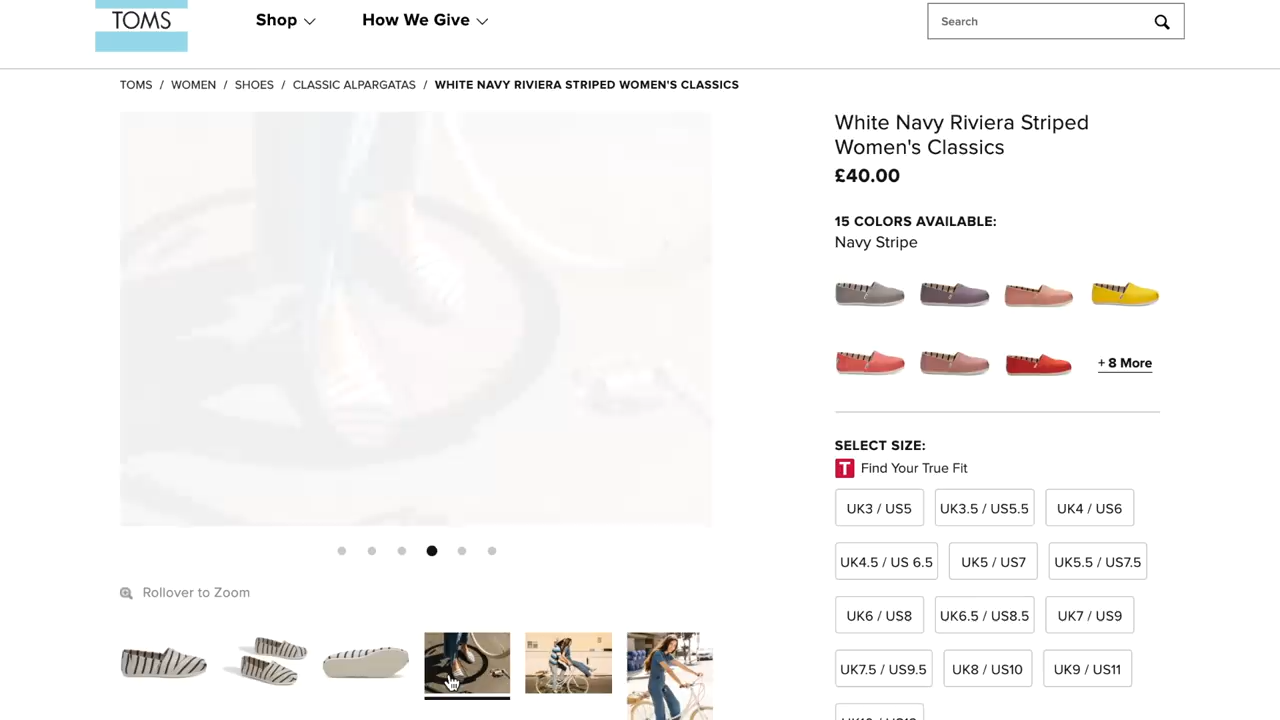 TOMS
Shop
How We Give
Search
TOMS / WOMEN / SHOES / CLASSIC ALPARGATAS / WHITE NAVY RIVIERA STRIPED WOMEN'S CLASSICS
White Navy Riviera Striped
Women's Classics
£40.00
15 COLORS AVAILABLE:
Navy Stripe
+ 8 More
SELECT SIZE:
T Find Your True Fit
UK3 / US5
UK3.5 / US5.5
UK4 / US6
UK4.5 / US 6.5
UK5 / US7
UK5.5 / US7.5
UK6 / US8
UK6.5 / US8.5
UK7 / US9
UK7.5 / US9.5
UK8 / US10
UK9 / US11
Rollover to Zoom